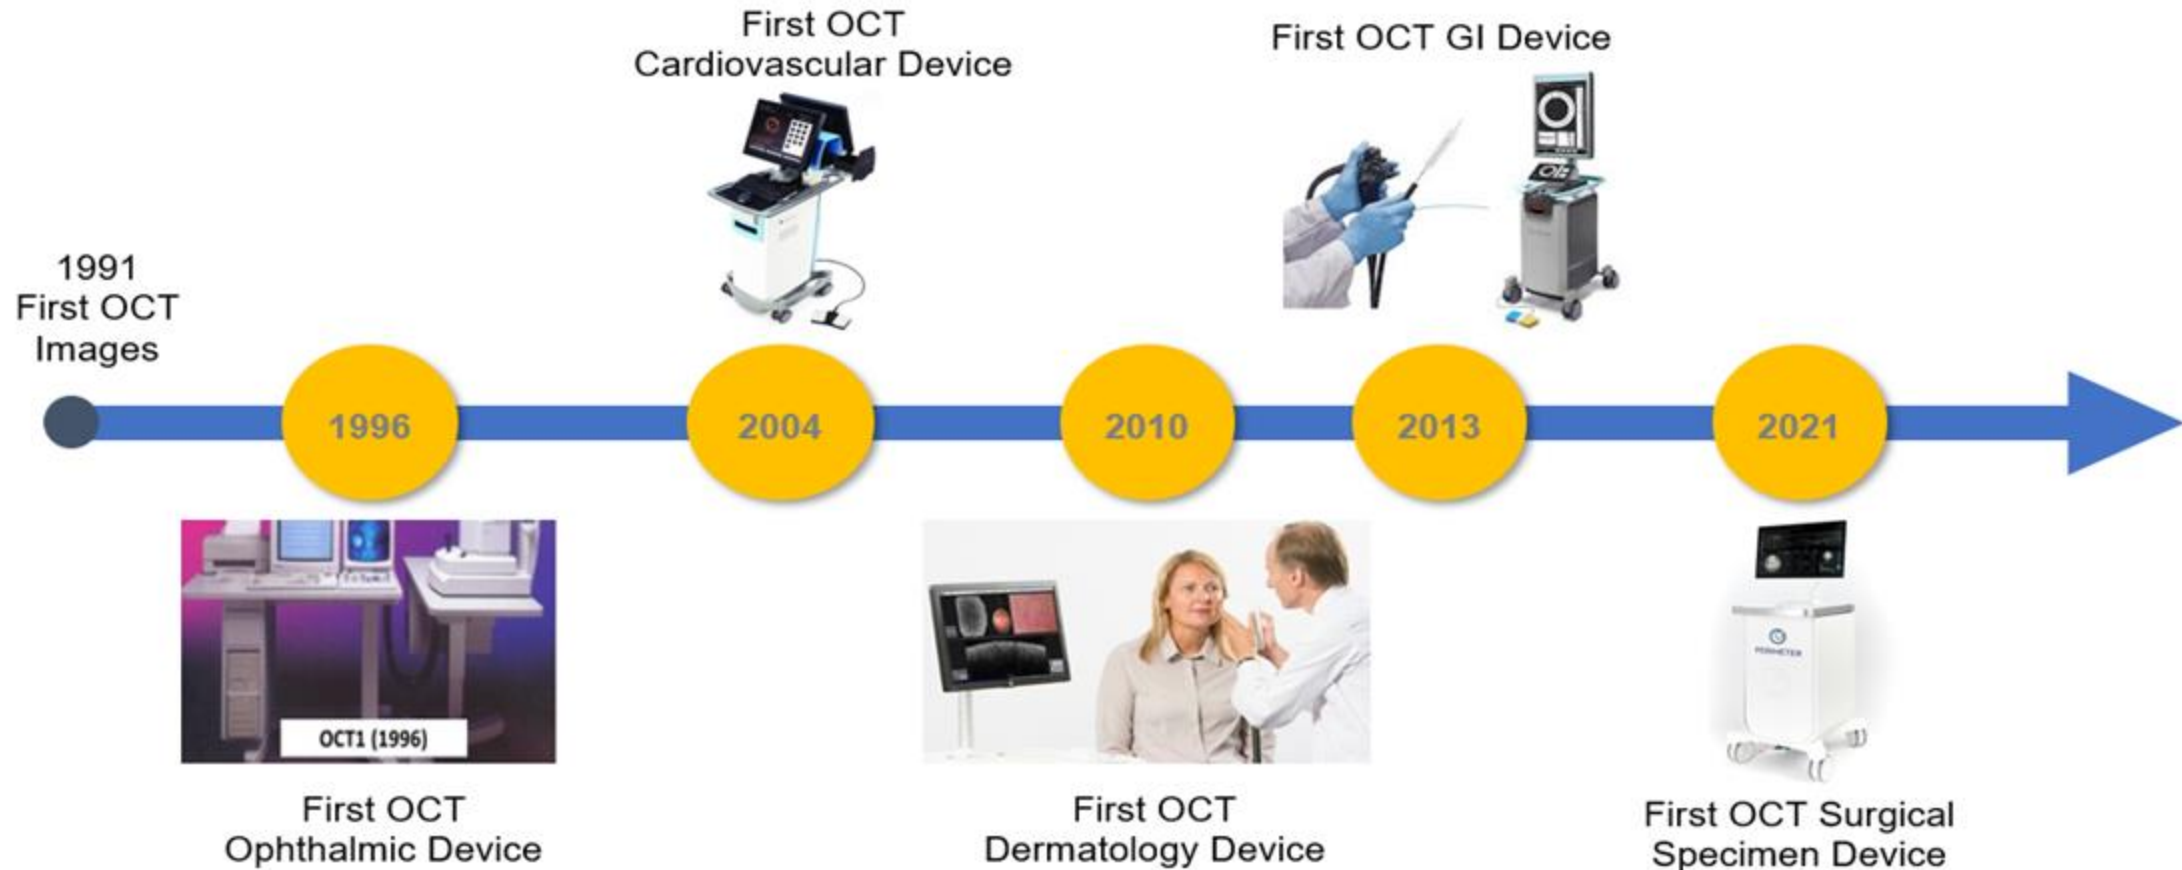 First OCT
Cardiovascular Device
First OCT GI Device
1991
First OCT
Images
1996
2004
2010
2013
2021
OCT1 (1996)
PERIMETER
First OCT
Ophthalmic Device
First OCT
Dermatology Device
First OCT Surgical
Specimen Device